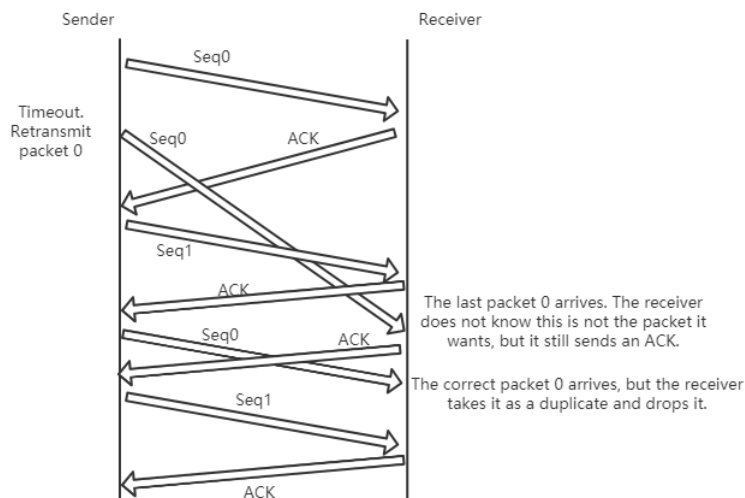 Sender
Receiver
Seq0
Timeout.
Retransmit
packet 0
Seq0
ACK
Seq1
ACK
The last packet 0 arrives. The receiver
does not know this is not the packet it
wants, but it still sends an ACK.
Seq0
ACK
The correct packet 0 arrives, but the receiver
takes it as a duplicate and drops it.
Seq1
ACK